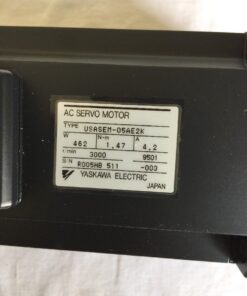 AC SERVO MOTOR
TYPE USASEM-05AE2K
W N·m A
462 1.47 4.2
r/min
3000 9501
S/N R005HB 511 -003
YASKAWA ELECTRIC
JAPAN